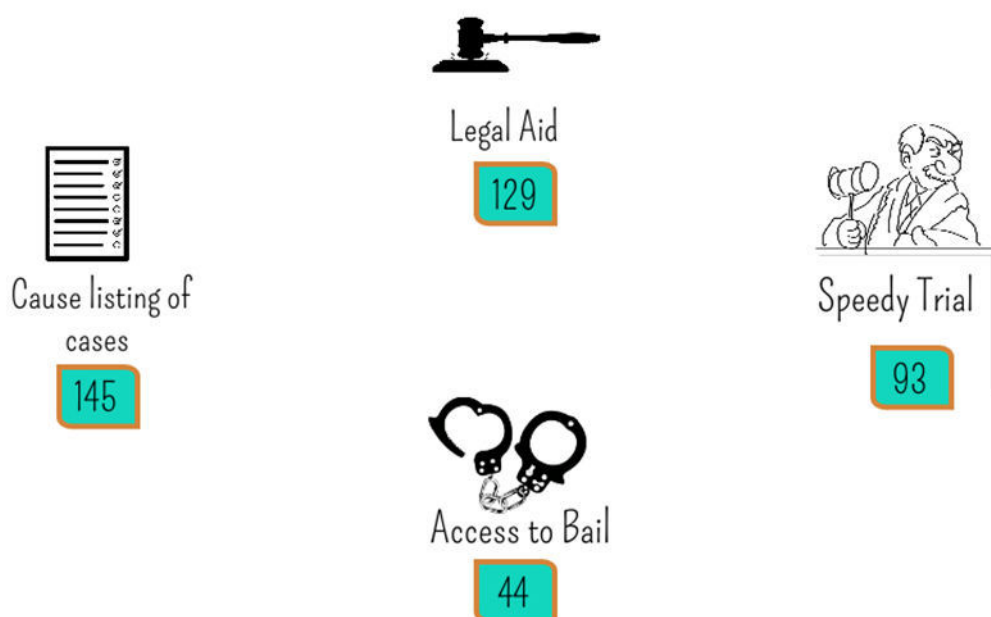 Legal Aid
129
Cause listing of
cases
145
Speedy Trial
93
Access to Bail
44